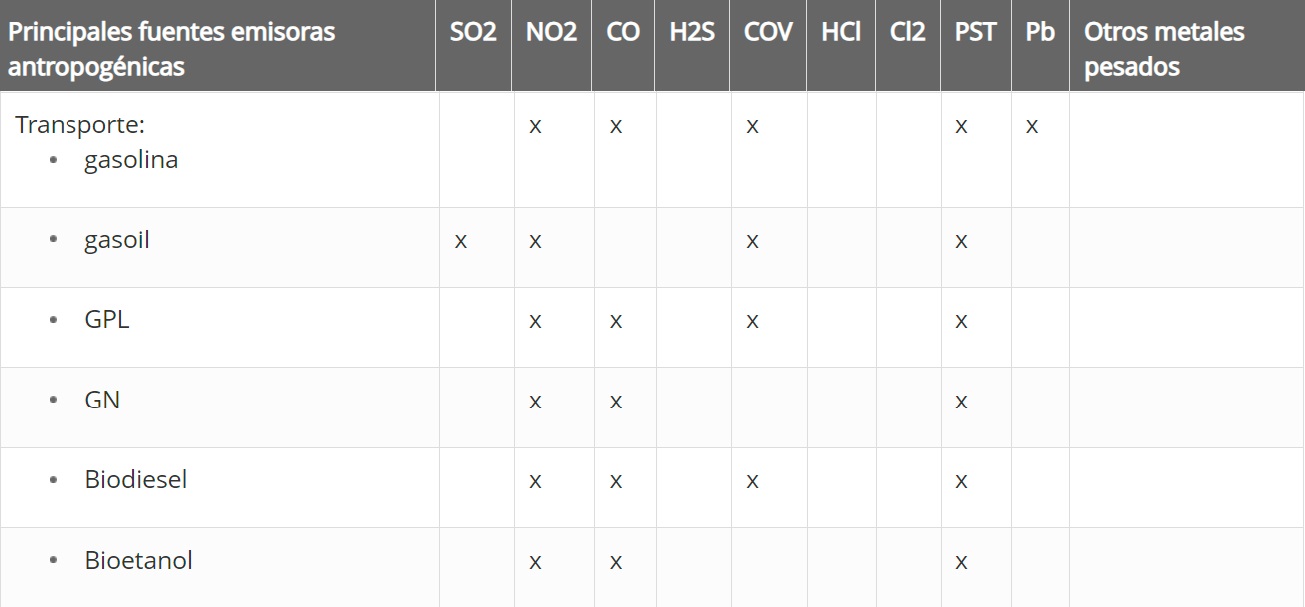 Principales fuentes emisoras antropogénicas SO2 NO2 CO H2S COV HCl Cl2 PST Pb Otros metales pesados
Transporte: x x x x x
• gasolina
• gasoil x x x x
• GPL x x x x
• GN x x x
• Biodiesel x x x x
• Bioetanol x x x